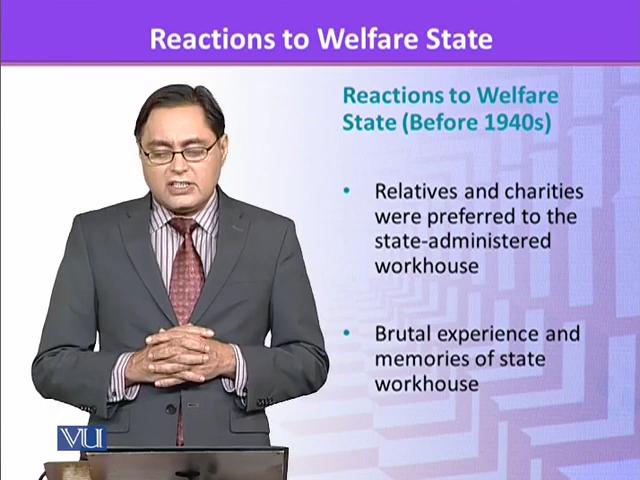 Reactions to Welfare State
Reactions to Welfare
State (Before 1940s)
• Relatives and charities
were preferred to the
state-administered
workhouse
• Brutal experience and
memories of state
workhouse
VU